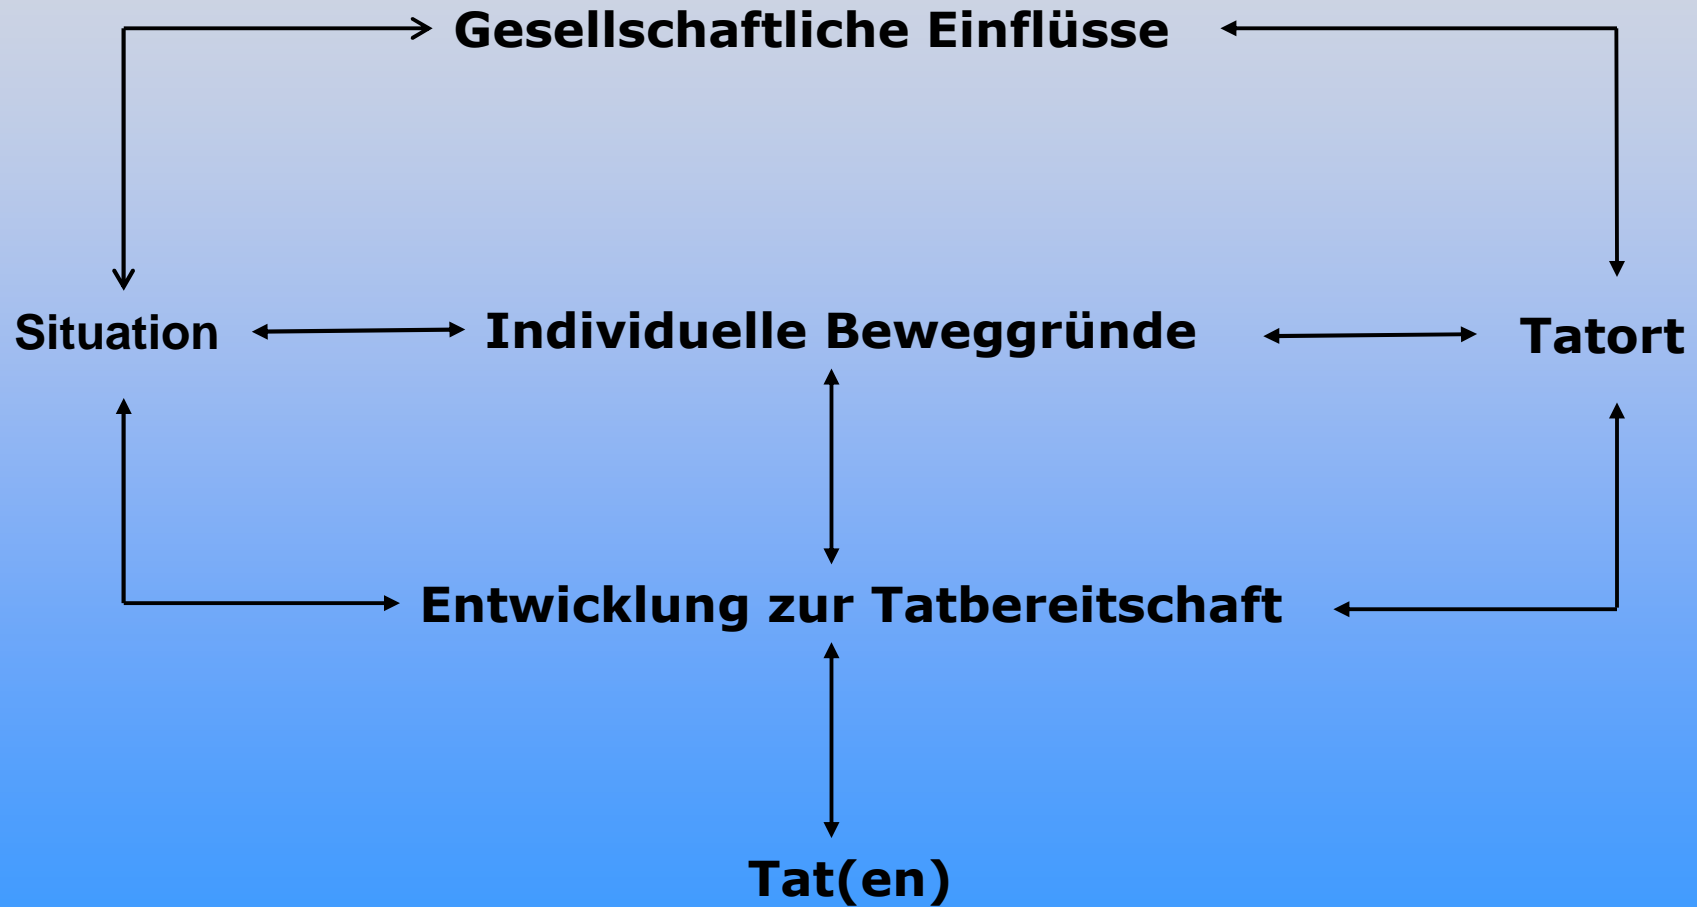 Gesellschaftliche Einflüsse
Situation
Individuelle Beweggründe
Tatort
Entwicklung zur Tatbereitschaft
Tat(en)